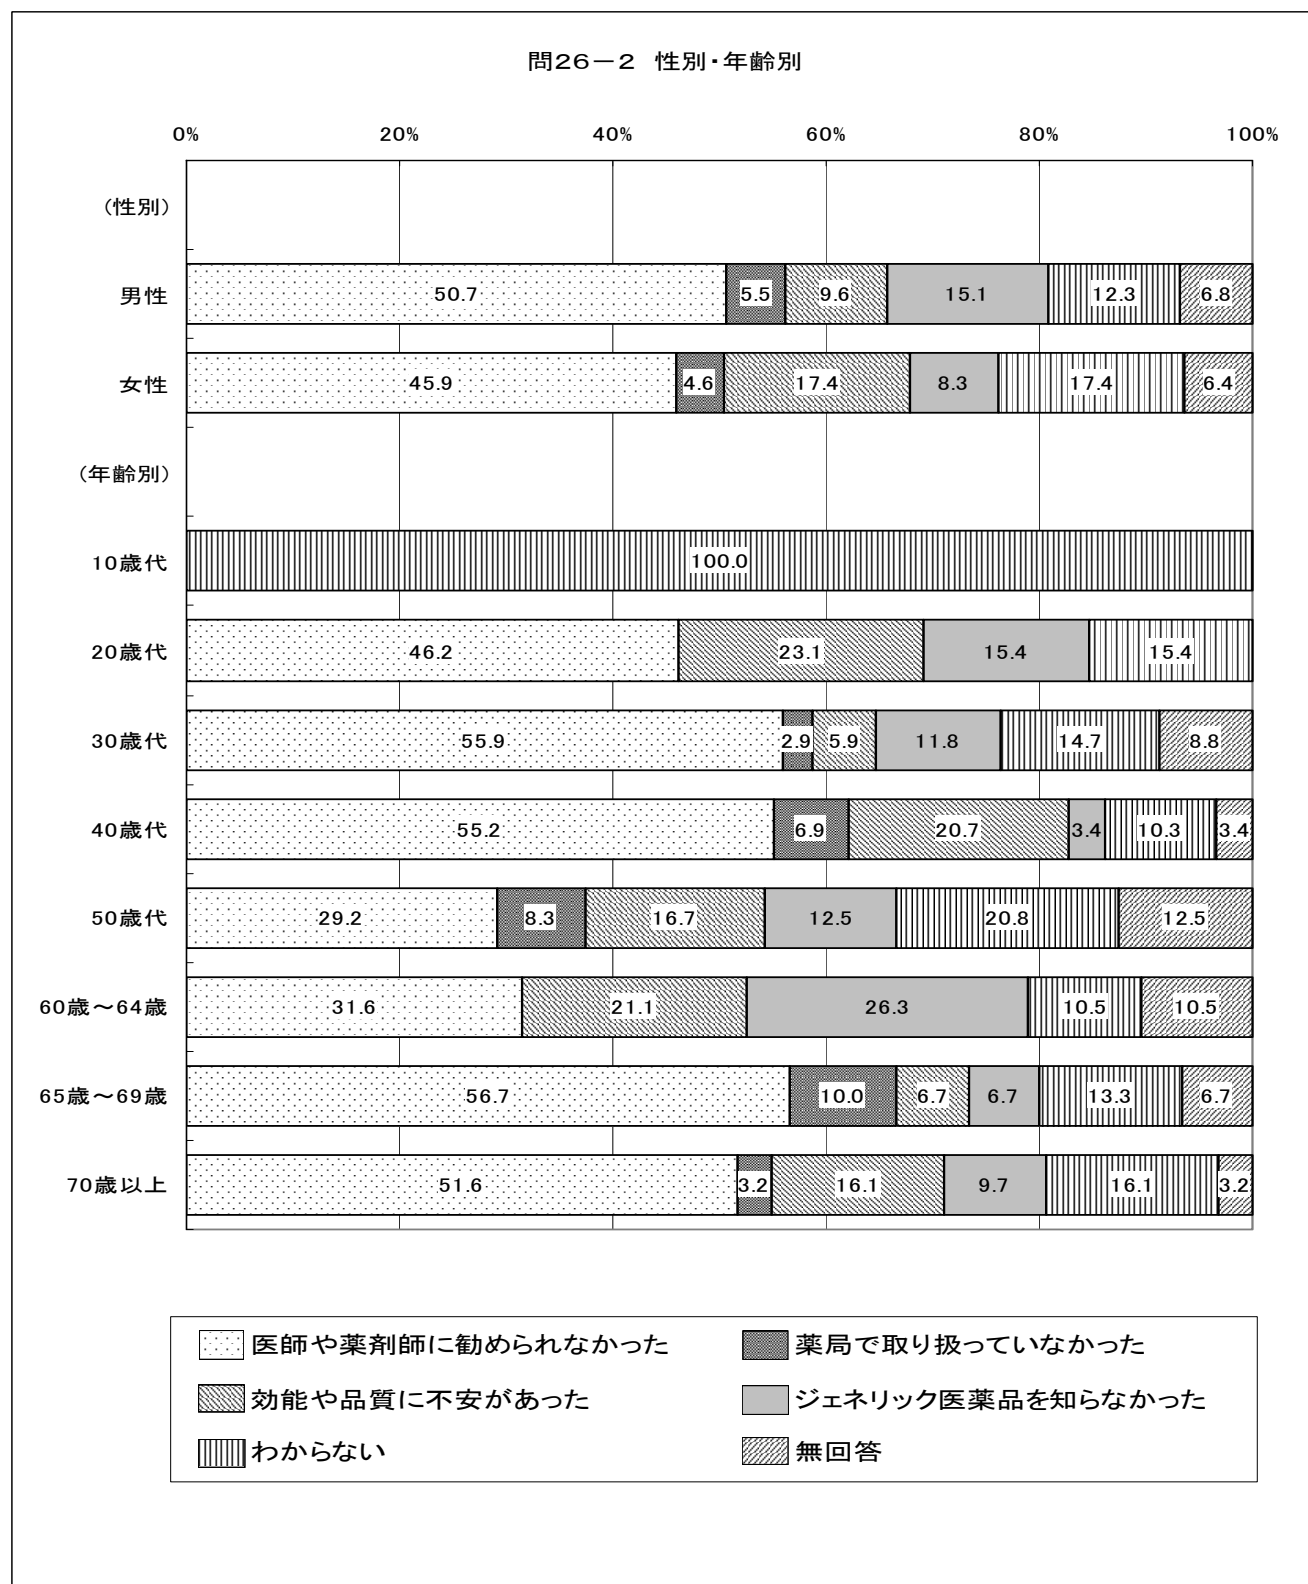 問26－2 性別・年齢別
0% 20% 40% 60% 80% 100%
（性別）
男性 50.7 5.5 9.6 15.1 12.3 6.8
女性 45.9 4.6 17.4 8.3 17.4 6.4
（年齢別）
10歳代 100.0
20歳代 46.2 23.1 15.4 15.4
30歳代 55.9 2.9 5.9 11.8 14.7 8.8
40歳代 55.2 6.9 20.7 3.4 10.3 3.4
50歳代 29.2 8.3 16.7 12.5 20.8 12.5
60歳～64歳 31.6 21.1 26.3 10.5 10.5
65歳～69歳 56.7 10.0 6.7 6.7 13.3 6.7
70歳以上 51.6 3.2 16.1 9.7 16.1 3.2
医師や薬剤師に勧められなかった 薬局で取り扱っていなかった
効能や品質に不安があった ジェネリック医薬品を知らなかった
わからない 無回答